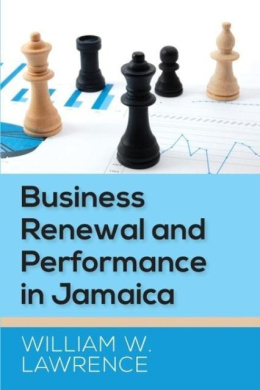 Business
Renewal and
Performance
in Jamaica
WILLIAM W.
LAWRENCE